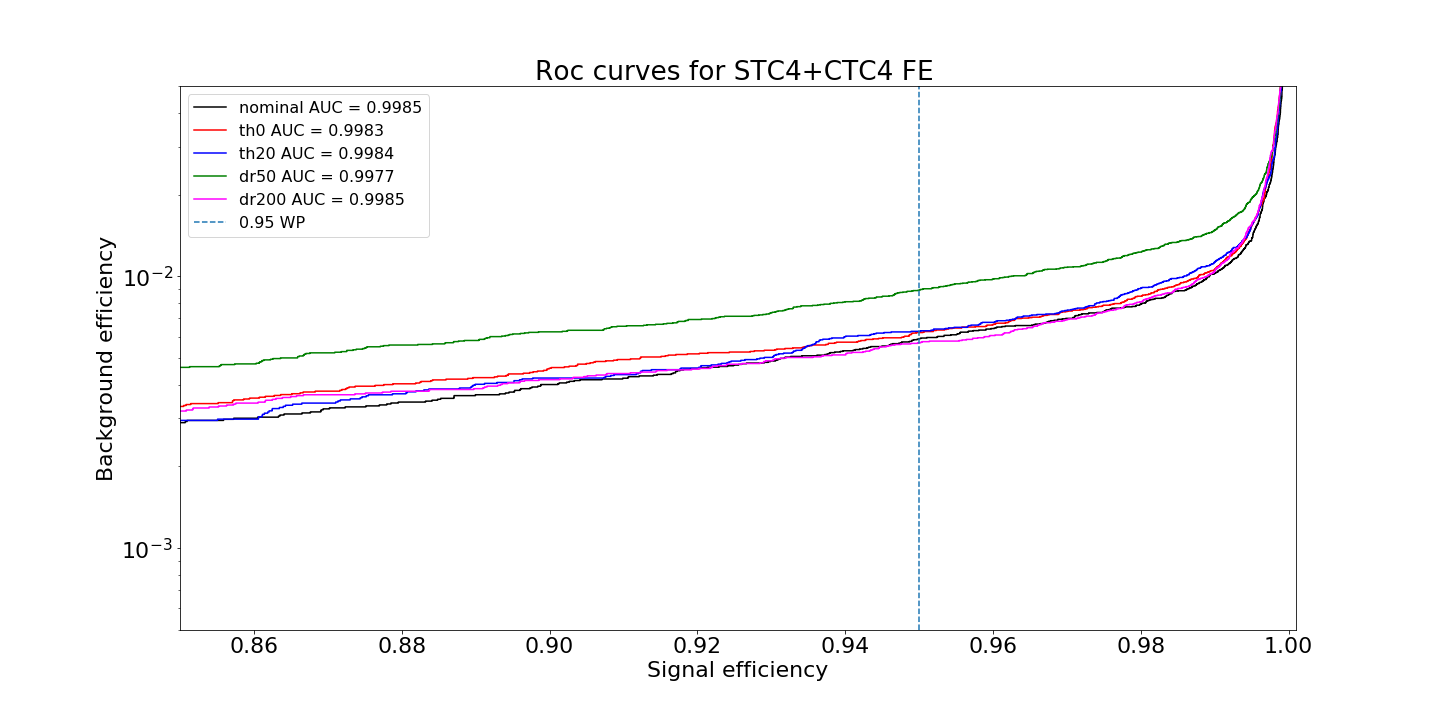 Roc curves for STC4+CTC4 FE
nominal AUC = 0.9985
th0 AUC = 0.9983
th20 AUC = 0.9984
dr50 AUC = 0.9977
dr200 AUC = 0.9985
0.95 WP
Background efficiency
10⁻²
10⁻³
0.86 0.88 0.90 0.92 0.94 0.96 0.98 1.00
Signal efficiency